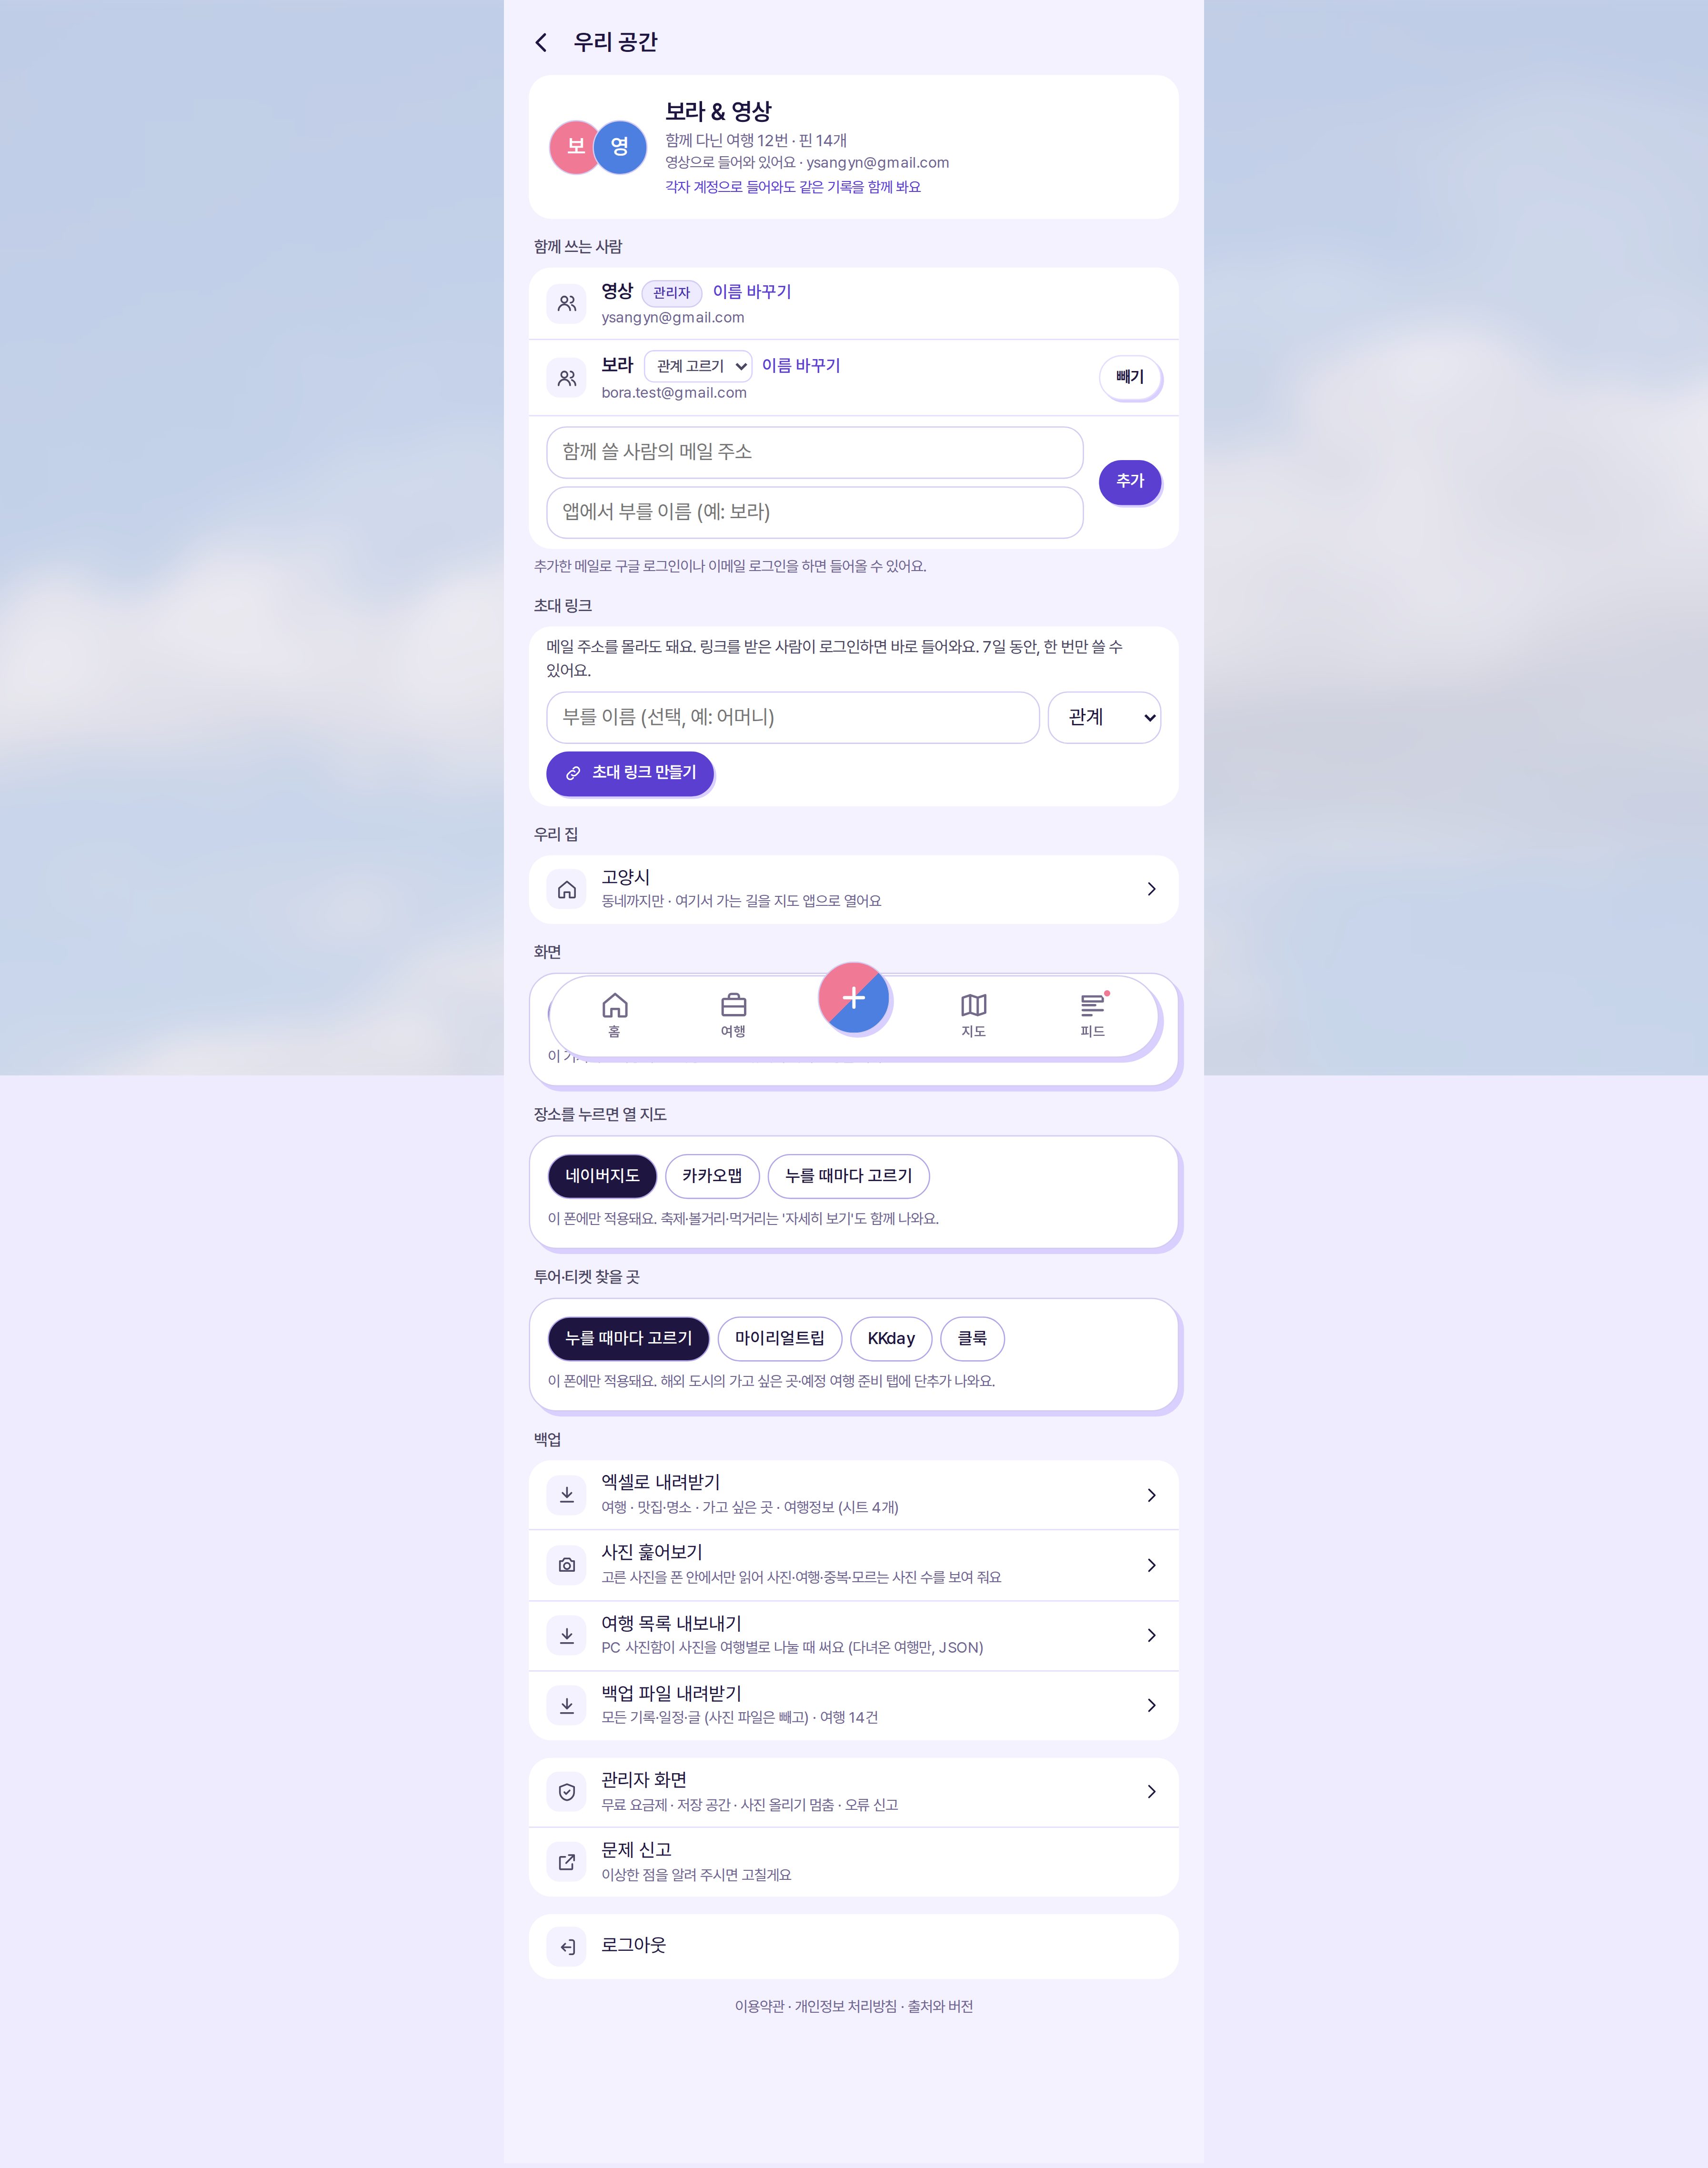 우리 공간
보 영
보라 & 영상
함께 다닌 여행 12번 · 핀 14개
영상으로 들어와 있어요 · ysangyn@gmail.com
각자 계정으로 들어와도 같은 기록을 함께 봐요
함께 쓰는 사람
영상 관리자 이름 바꾸기
ysangyn@gmail.com
보라 관계 고르기 이름 바꾸기
bora.test@gmail.com
빼기
함께 쓸 사람의 메일 주소
앱에서 부를 이름 (예: 보라)
추가
추가한 메일로 구글 로그인이나 이메일 로그인을 하면 들어올 수 있어요.
초대 링크
메일 주소를 몰라도 돼요. 링크를 받은 사람이 로그인하면 바로 들어와요. 7일 동안, 한 번만 쓸 수
있어요.
부를 이름 (선택, 예: 어머니) 관계
초대 링크 만들기
우리 집
고양시
동네까지만 · 여기서 가는 길을 지도 앱으로 열어요
화면
홈 여행 지도 피드
이
장소를 누르면 열 지도
네이버지도 카카오맵 누를 때마다 고르기
이 폰에만 적용돼요. 축제·볼거리·먹거리는 '자세히 보기'도 함께 나와요.
투어·티켓 찾을 곳
누를 때마다 고르기 마이리얼트립 KKday 클룩
이 폰에만 적용돼요. 해외 도시의 가고 싶은 곳·예정 여행 준비 탭에 단추가 나와요.
백업
엑셀로 내려받기
여행 · 맛집·명소 · 가고 싶은 곳 · 여행정보 (시트 4개)
사진 훑어보기
고른 사진을 폰 안에서만 읽어 사진·여행·중복·모르는 사진 수를 보여 줘요
여행 목록 내보내기
PC 사진함이 사진을 여행별로 나눌 때 써요 (다녀온 여행만, JSON)
백업 파일 내려받기
모든 기록·일정·글 (사진 파일은 빼고) · 여행 14건
관리자 화면
무료 요금제 · 저장 공간 · 사진 올리기 멈춤 · 오류 신고
문제 신고
이상한 점을 알려 주시면 고칠게요
로그아웃
이용약관 · 개인정보 처리방침 · 출처와 버전